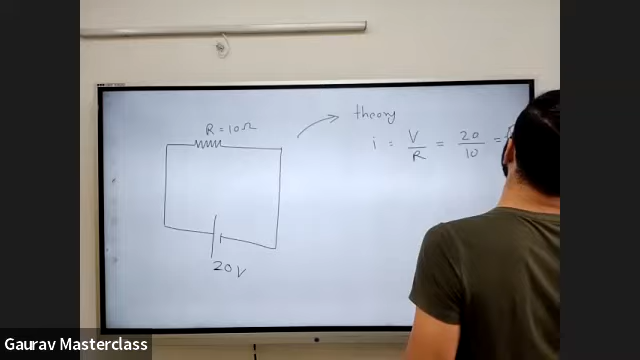 theory
R = 10Ω
i = V/R = 20/10 =
20V
Gaurav Masterclass